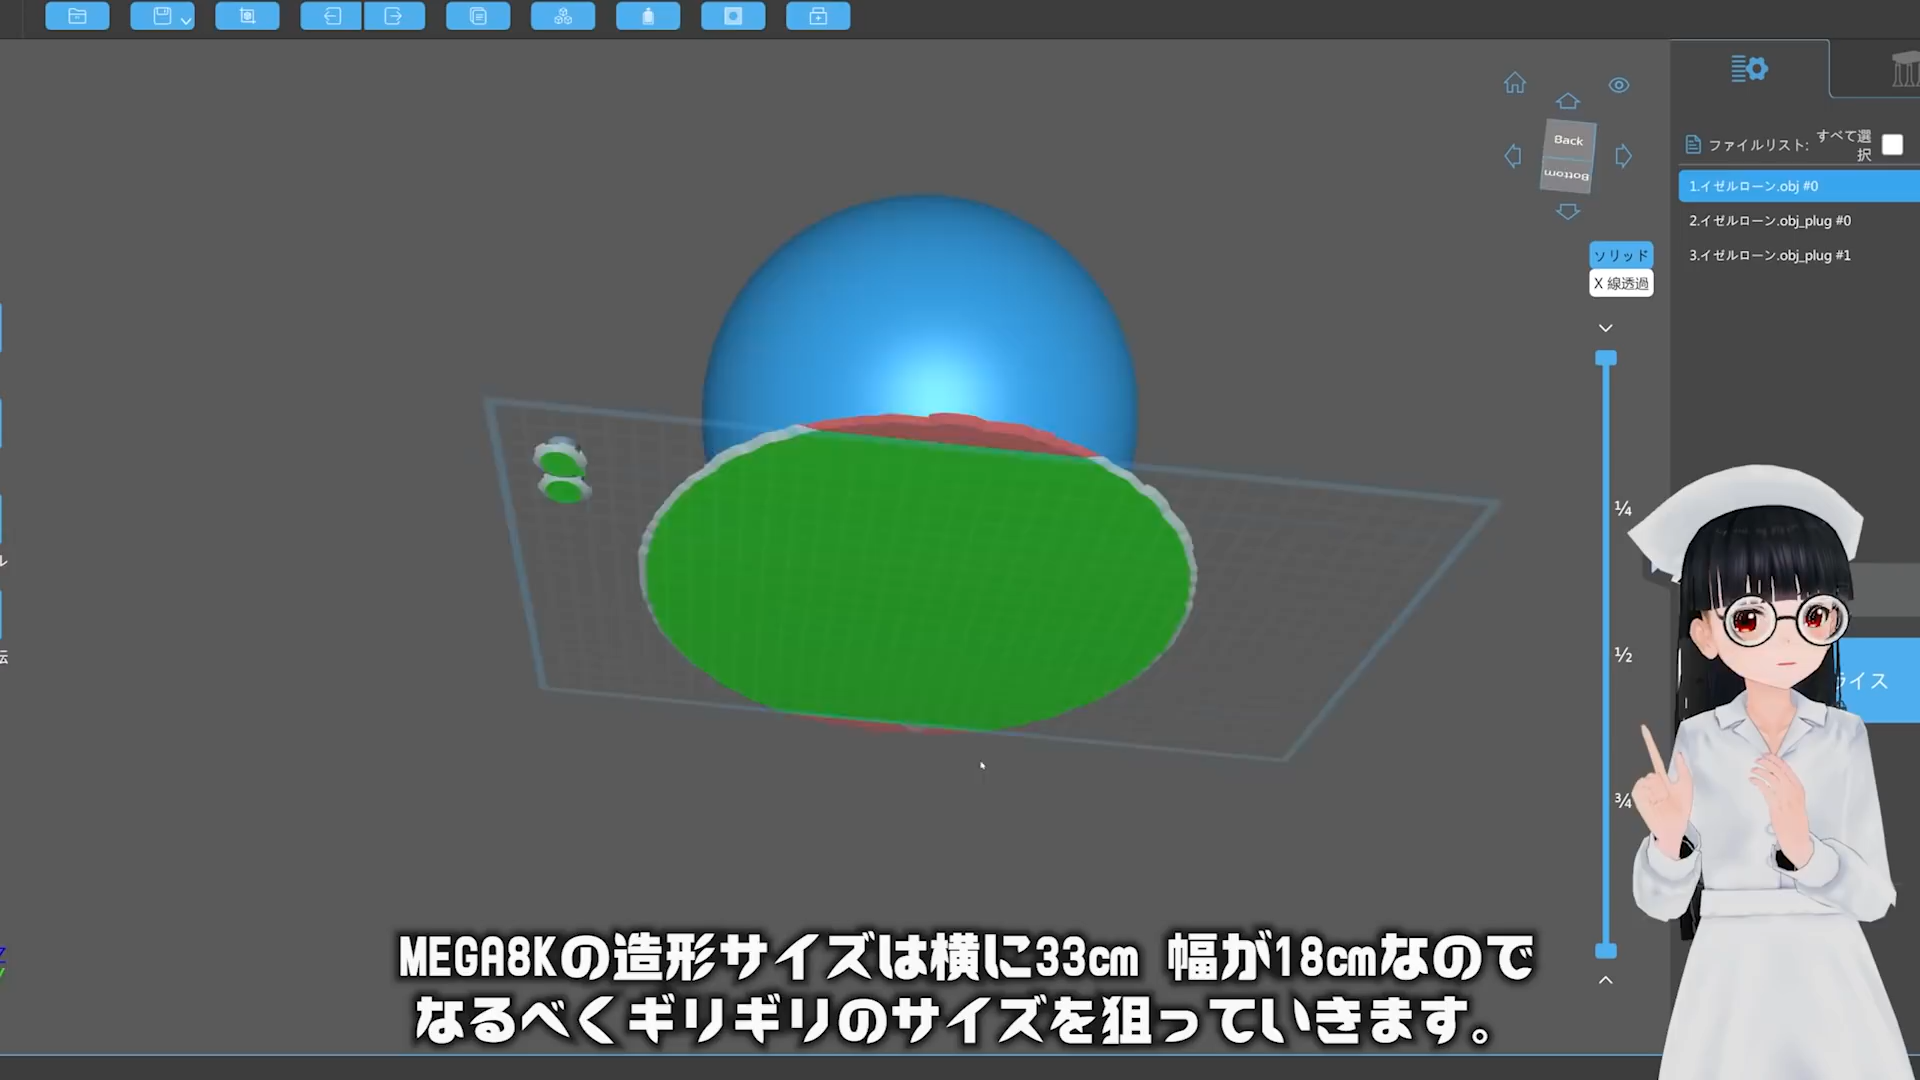 Back
Bottom
ファイルリスト:
すべて選
択
1.イゼルローン.obj #0
2.イゼルローン.obj_plug #0
3.イゼルローン.obj_plug #1
ソリッド
X 線透過
¼
½
¾
ライス
ル
転
Z
Y
MEGA8Kの造形サイズは横に33cm 幅が18cmなので
なるべくギリギリのサイズを狙っていきます。